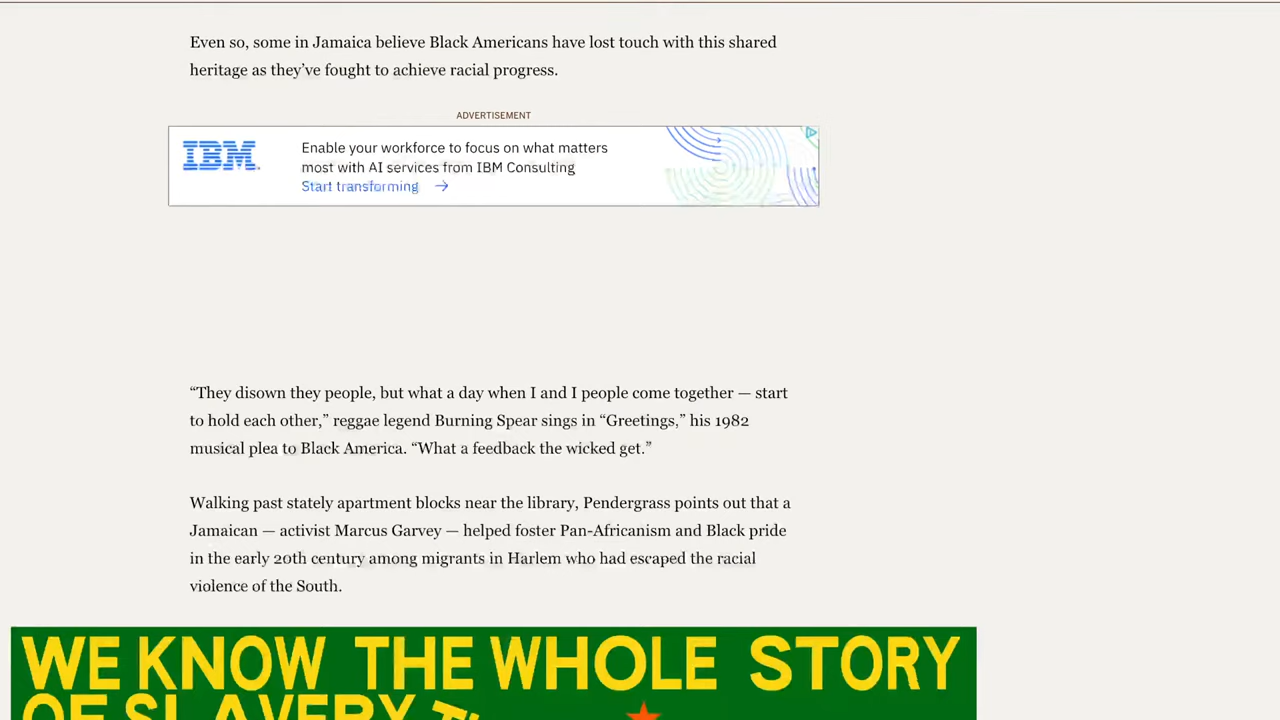 Even so, some in Jamaica believe Black Americans have lost touch with this shared
heritage as they’ve fought to achieve racial progress.
ADVERTISEMENT
IBM
Enable your workforce to focus on what matters
most with AI services from IBM Consulting
Start transforming →
“They disown they people, but what a day when I and I people come together — start
to hold each other,” reggae legend Burning Spear sings in “Greetings,” his 1982
musical plea to Black America. “What a feedback the wicked get.”
Walking past stately apartment blocks near the library, Pendergrass points out that a
Jamaican — activist Marcus Garvey — helped foster Pan-Africanism and Black pride
in the early 20th century among migrants in Harlem who had escaped the racial
violence of the South.
WE KNOW THE WHOLE STORY
OF SLAVERY